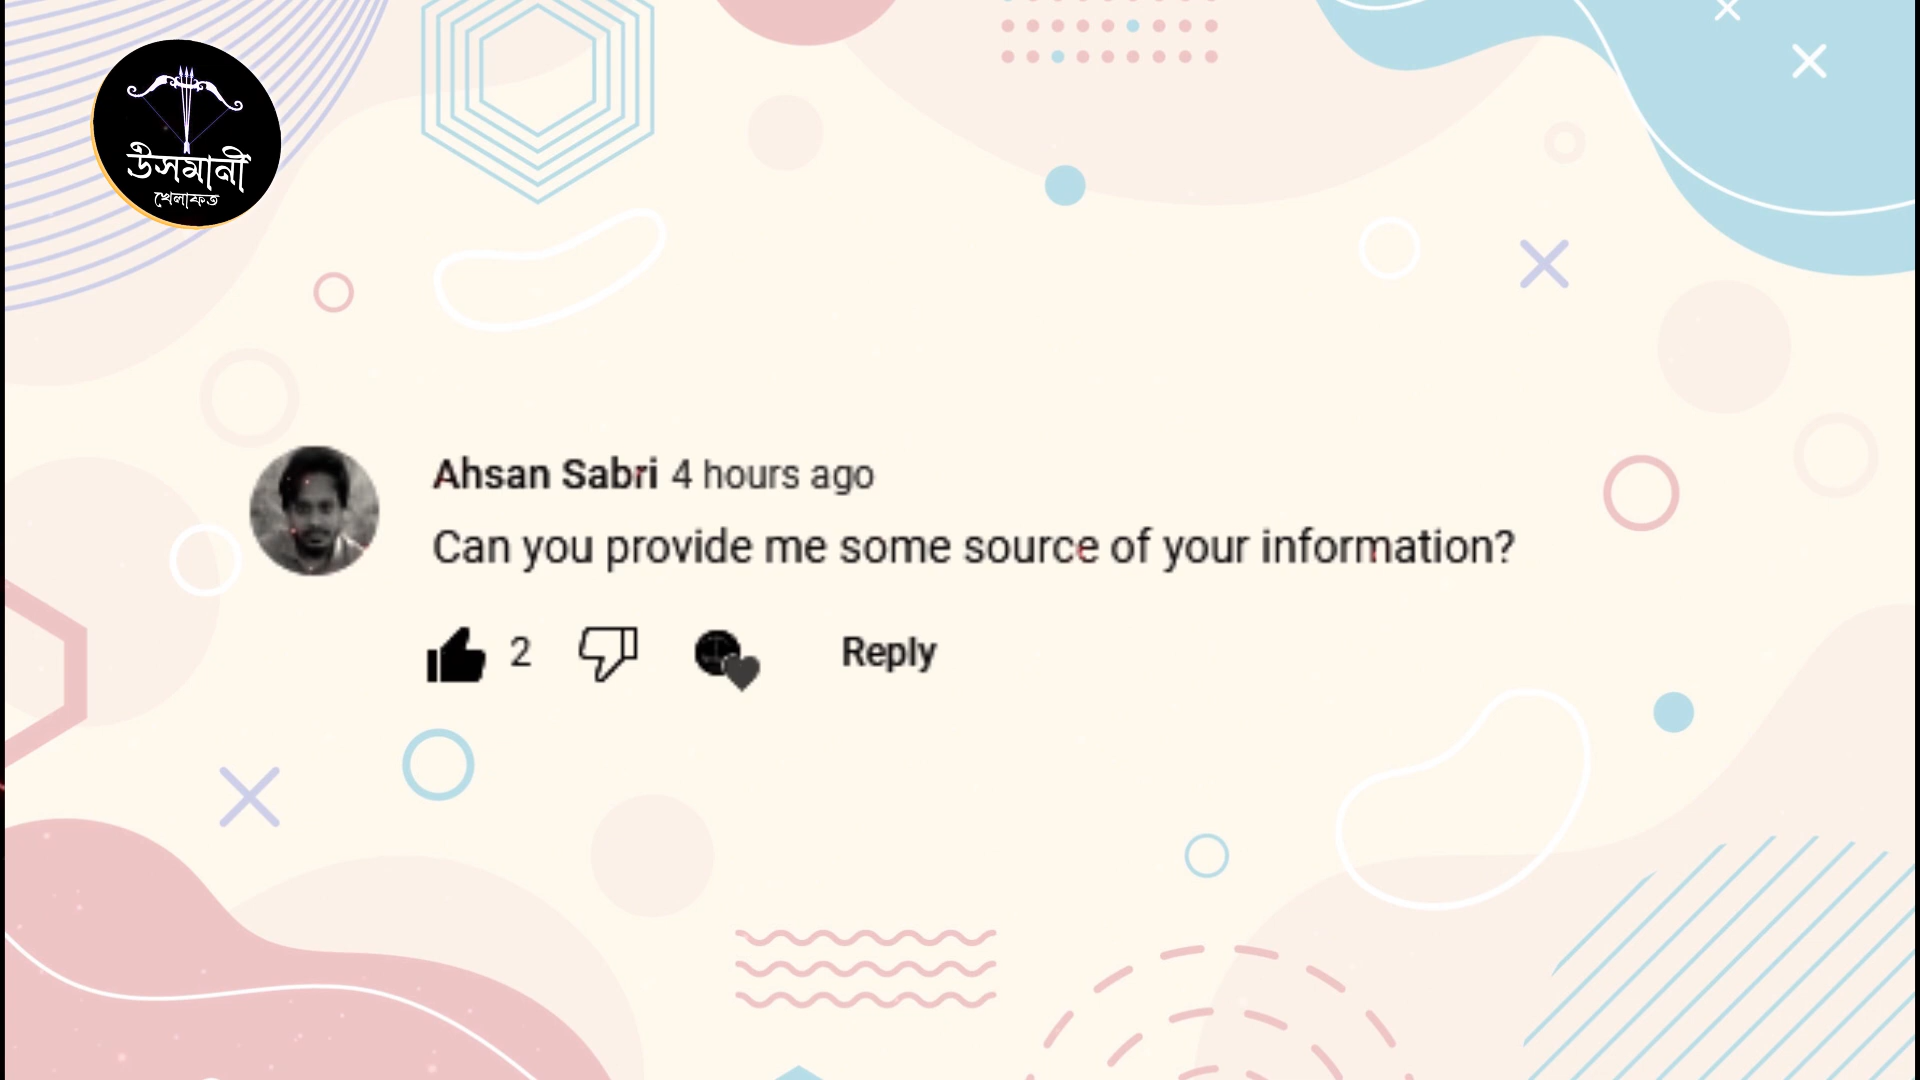 উসমানী
খেলাফত
Ahsan Sabri 4 hours ago
Can you provide me some source of your information?
2
Reply